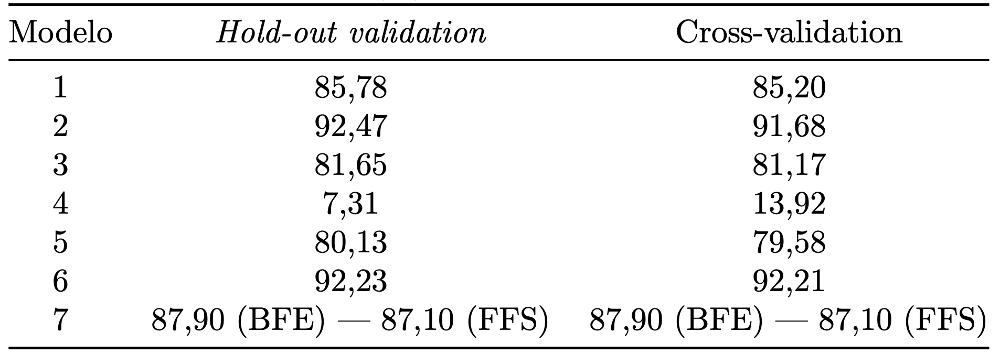 Modelo Hold-out validation Cross-validation
1 85,78 85,20
2 92,47 91,68
3 81,65 81,17
4 7,31 13,92
5 80,13 79,58
6 92,23 92,21
7 87,90 (BFE) — 87,10 (FFS) 87,90 (BFE) — 87,10 (FFS)